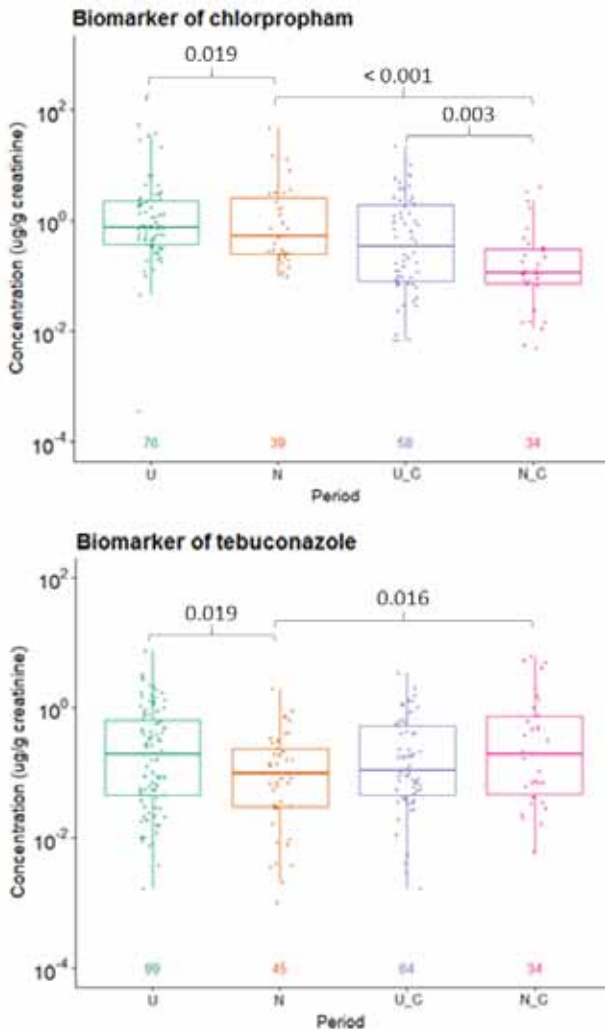 Biomarker of chlorpropham
0.019
< 0.001
0.003
Concentration (ug/g creatinine)
10^2
10^0
10^-2
10^-4
76 39 58 34
U N U_C N_C
Period
Biomarker of tebuconazole
0.019
0.016
Concentration (ug/g creatinine)
10^2
10^0
10^-2
10^-4
99 45 64 34
U N U_C N_C
Period